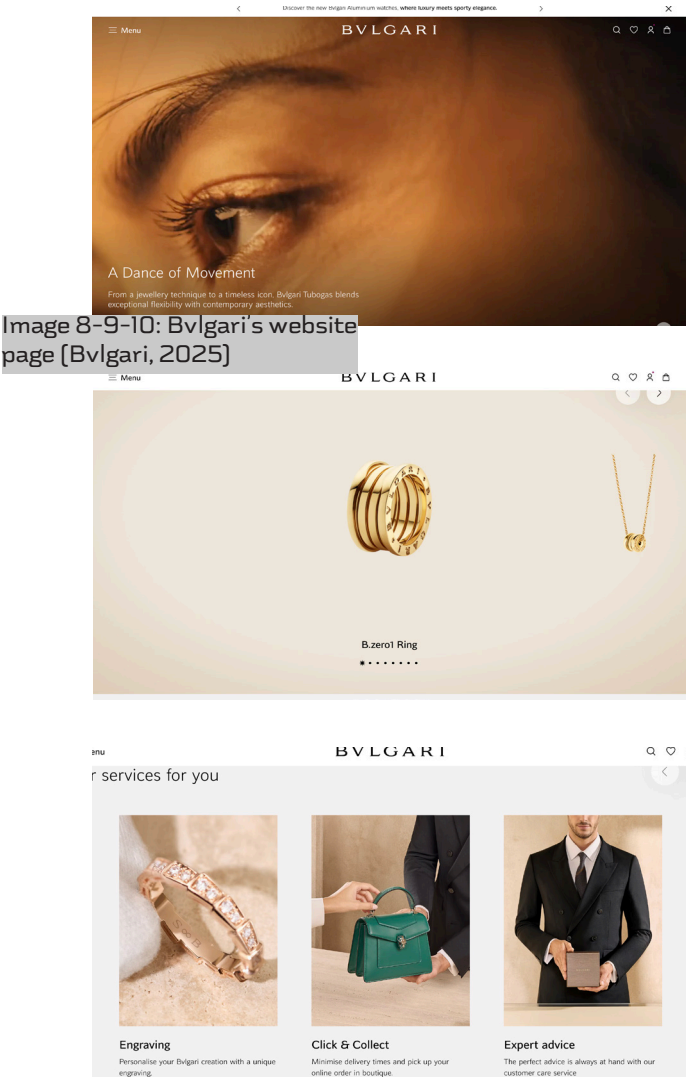 Discover the new Bvlgari Aluminium watches, where luxury meets sporty elegance.
Menu
BVLGARI
A Dance of Movement
From a jewellery technique to a timeless icon, Bvlgari Tubogas blends
exceptional flexibility with contemporary aesthetics.
Image 8-9-10: Bvlgari's website
page (Bvlgari, 2025)
Menu
BVLGARI
BVLGARI • BVLGARI
B.zero1 Ring
enu
BVLGARI
r services for you
Engraving
Personalise your Bvlgari creation with a unique
engraving.
Click & Collect
Minimise delivery times and pick up your
online order in boutique.
Expert advice
The perfect advice is always at hand with our
customer care service